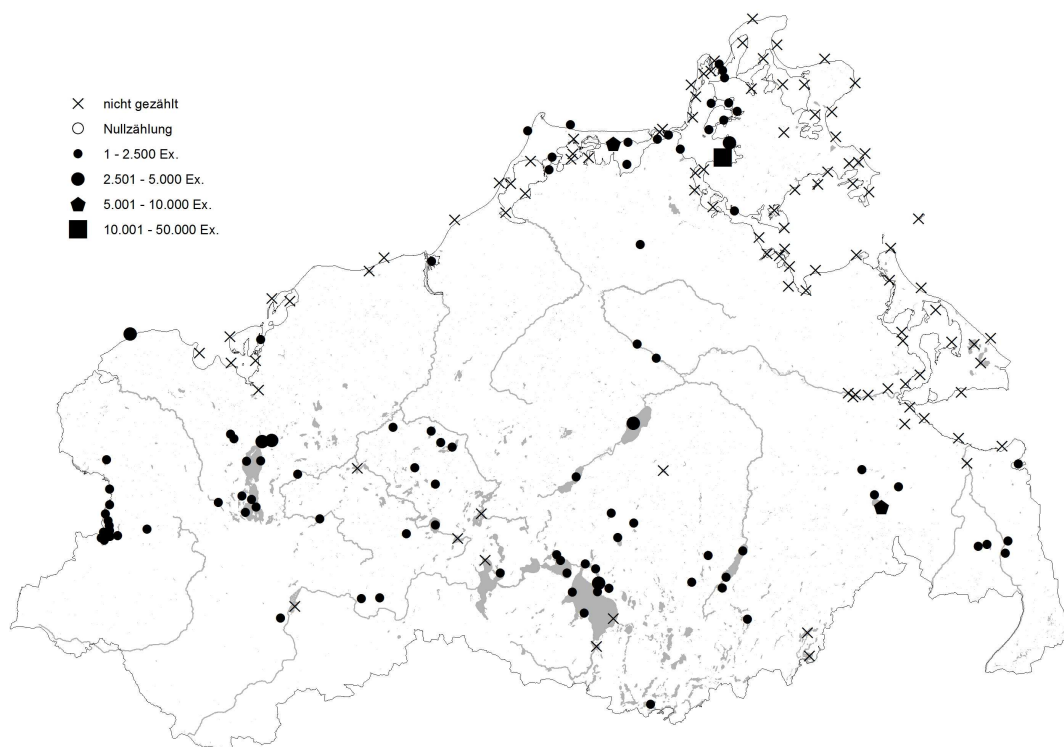 nicht gezählt
Nullzählung
1 - 2.500 Ex.
2.501 - 5.000 Ex.
5.001 - 10.000 Ex.
10.001 - 50.000 Ex.